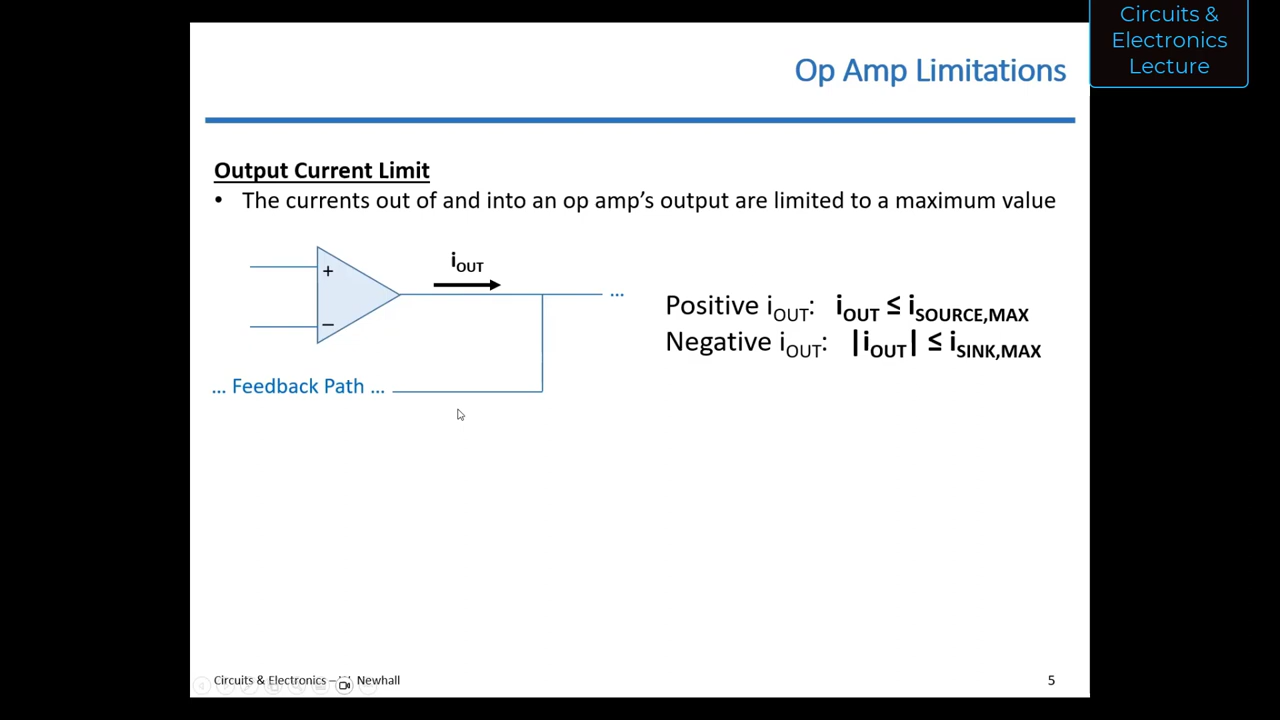 Circuits &
Electronics
Lecture
Op Amp Limitations
Output Current Limit
• The currents out of and into an op amp’s output are limited to a maximum value
iOUT
+
–
...
... Feedback Path ...
Positive iOUT: iOUT ≤ iSOURCE,MAX
Negative iOUT: |iOUT| ≤ iSINK,MAX
Circuits & Electronics – Newhall
5